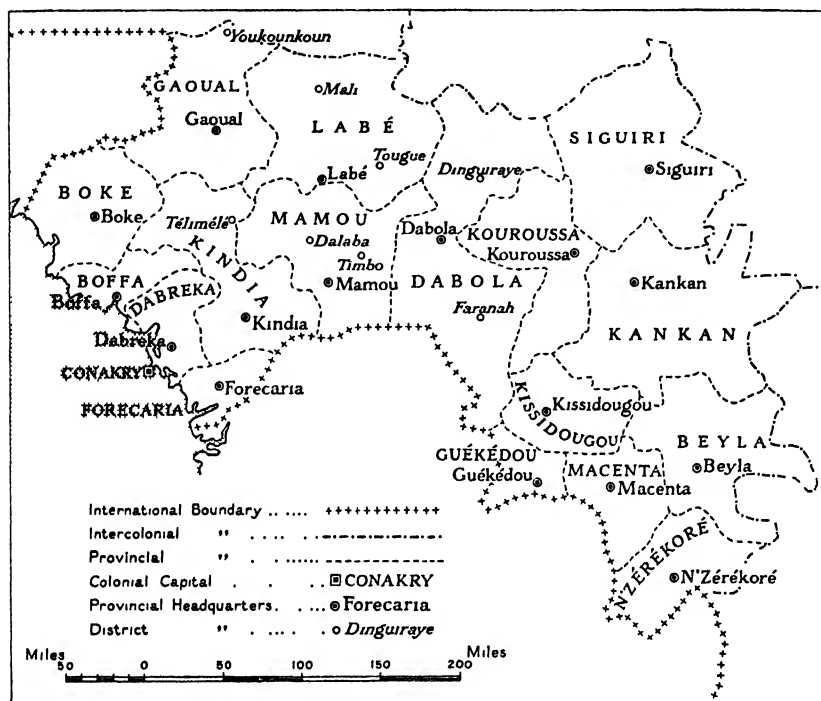 Youkounkoun
GAOUAL
Gaoual
Mali
LABÉ
Labé
Tougue
Dinguiraye
SIGUIRI
Siguiri
BOKE
Boke
Télimélé
KINDIA
MAMOU
Dalaba
Timbo
Mamou
Dabola
DABOLA
KOUROUSSA
Kouroussa
Kankan
KANKAN
BOFFA
Boffa
DABREKA
Dabreka
Kindia
Faranah
CONAKRY
Forecaria
FORECARIA
KISSIDOUGOU
Kissidougou
GUÉKÉDOU
Guékédou
MACENTA
Macenta
BEYLA
Beyla
N'ZÉRÉKORÉ
N'Zérékoré
International Boundary .. .....
Intercolonial " .. . .. ..
Provincial " . .. ......
Colonial Capital . . . ... CONAKRY
Provincial Headquarters. . ... Forecaria
District " .. ... . .. Dinguiraye
Miles Miles
50 0 50 100 150 200